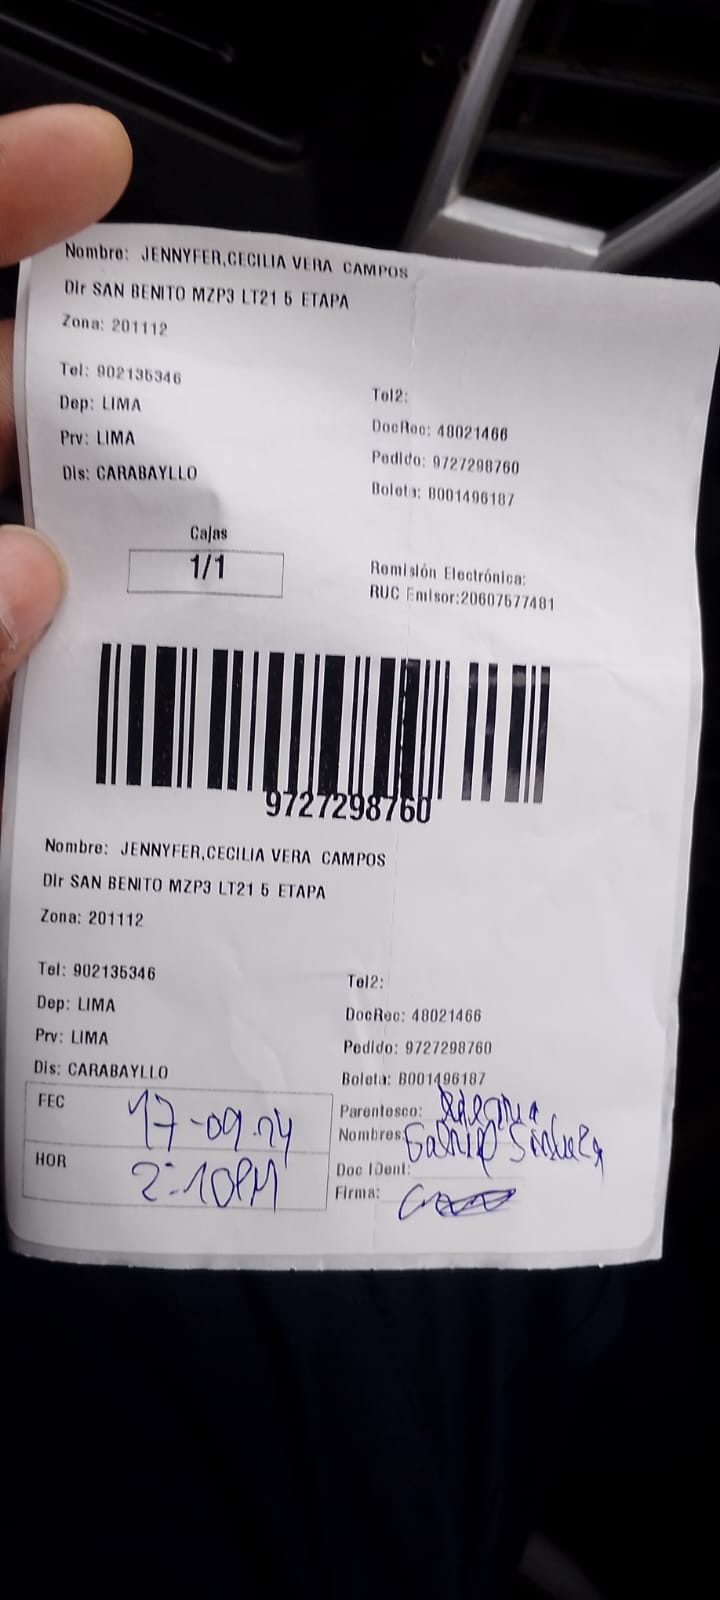 Nombre: JENNYFER,CECILIA VERA CAMPOS
Dir SAN BENITO MZP3 LT21 5 ETAPA
Zona: 201112
Tel: 902135346
Tel2:
Dep: LIMA
DocRec: 48021466
Prv: LIMA
Pedido: 9727298760
Dis: CARABAYLLO
Boleta: B001496187
Cajas
1/1
Remisión Electrónica:
RUC Emisor:20607577481
9727298760
Nombre: JENNYFER,CECILIA VERA CAMPOS
Dir SAN BENITO MZP3 LT21 5 ETAPA
Zona: 201112
Tel: 902135346
Tel2:
Dep: LIMA
DocRec: 48021466
Prv: LIMA
Pedido: 9727298760
Dis: CARABAYLLO
Boleta: B001496187
FEC 17-09-24
Parentesco:
Nombres: Gabriel
HOR 2:10PM
Doc Ident:
Firma: